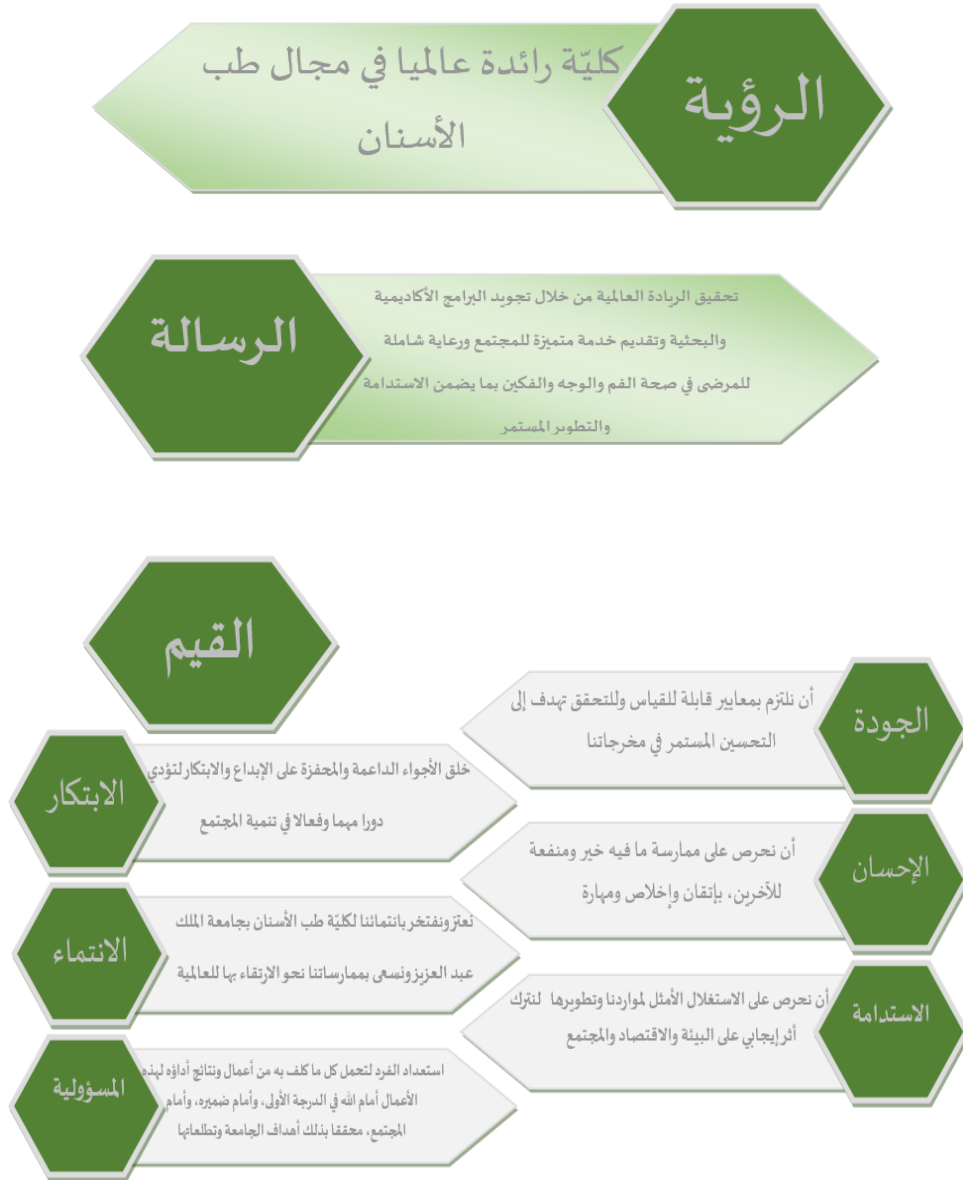 الرؤية
كليّة رائدة عالميا في مجال طب
الأسنان
الرسالة
تحقيق الريادة العالمية من خلال تجويد البرامج الأكاديمية
والبحثية وتقديم خدمة متميزة للمجتمع ورعاية شاملة
للمرضى في صحة الفم والوجه والفكين بما يضمن الاستدامة
والتطوير المستمر
القيم
الجودة
أن نلتزم بمعايير قابلة للقياس وللتحقق تهدف إلى
التحسين المستمر في مخرجاتنا
الابتكار
خلق الأجواء الداعمة والمحفزة على الإبداع والابتكار لتؤدي
دورا مهما وفعالا في تنمية المجتمع
الإحسان
أن نحرص على ممارسة ما فيه خير ومنفعة
للآخرين، بإتقان وإخلاص ومهارة
الانتماء
نعتز ونفتخر بانتمائنا لكليّة طب الأسنان بجامعة الملك
عبد العزيز ونسعى بممارساتنا نحو الارتقاء بها للعالمية
الاستدامة
أن نحرص على الاستغلال الأمثل لمواردنا وتطويرها لنترك
أثر إيجابي على البيئة والاقتصاد والمجتمع
المسؤولية
استعداد الفرد لتحمل كل ما كلف به من أعمال ونتائج أداؤه لهذه
الأعمال أمام الله في الدرجة الأولى، وأمام ضميره، وأمام
المجتمع، محققا بذلك أهداف الجامعة وتطلعاتها